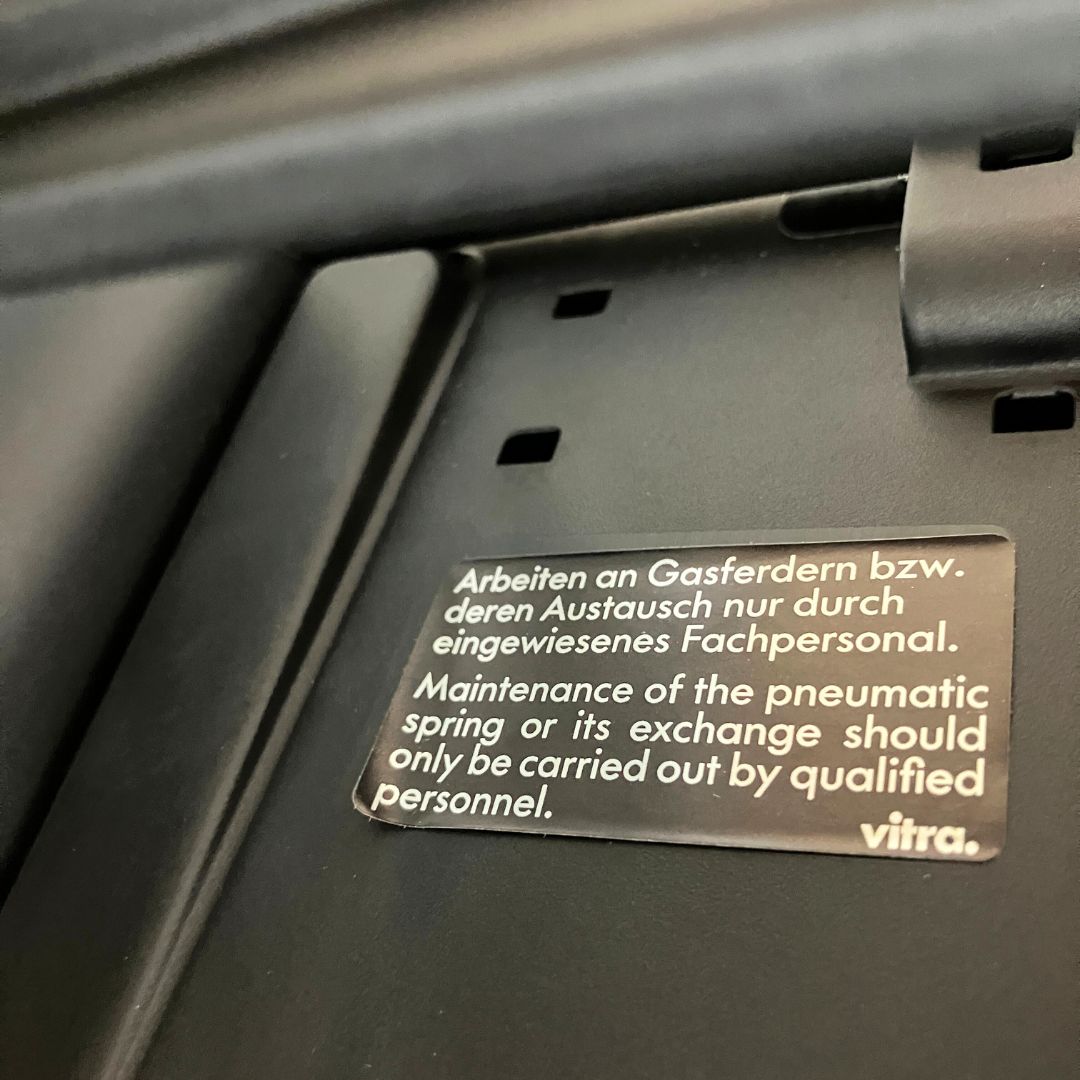 Arbeiten an Gasferdern bzw.
deren Austausch nur durch
eingewiesenes Fachpersonal.
Maintenance of the pneumatic
spring or its exchange should
only be carried out by qualified
personnel.
vitra.